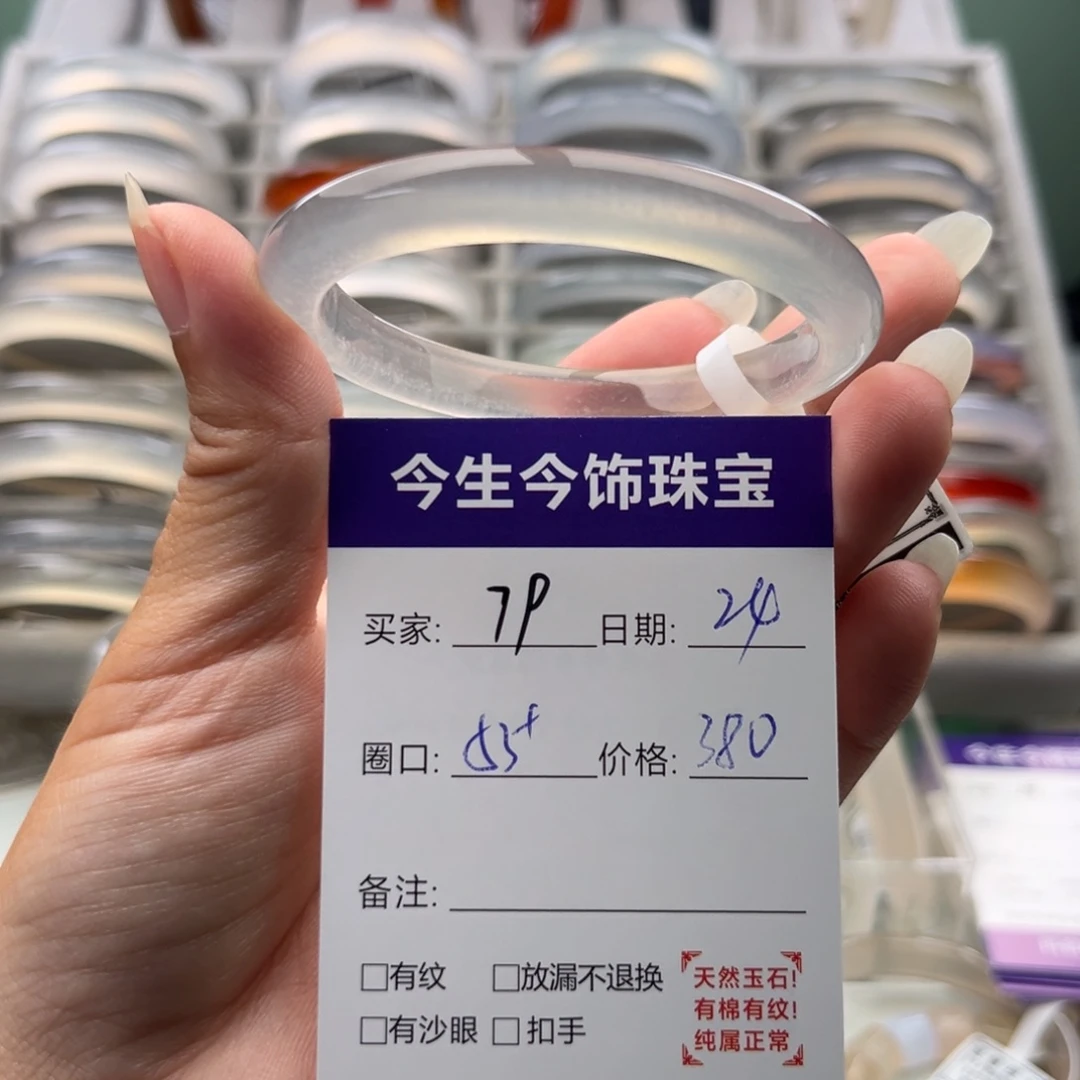 今生今饰珠宝
买家: 79 日期: 24
圈口: 53+ 价格: 380
备注:
□有纹 □放漏不退换
□有沙眼 □扣手
天然玉石!
有棉有纹!
纯属正常